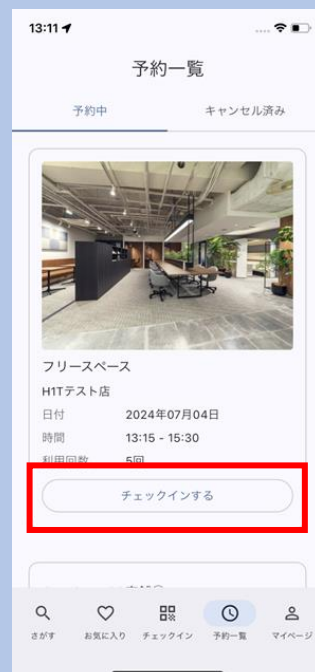 13:11
予約一覧
予約中 キャンセル済み
フリースペース
H1Tテスト店
日付 2024年07月04日
時間 13:15 - 15:30
利用回数 5回
チェックインする
さがす お気に入り チェックイン 予約一覧 マイページ